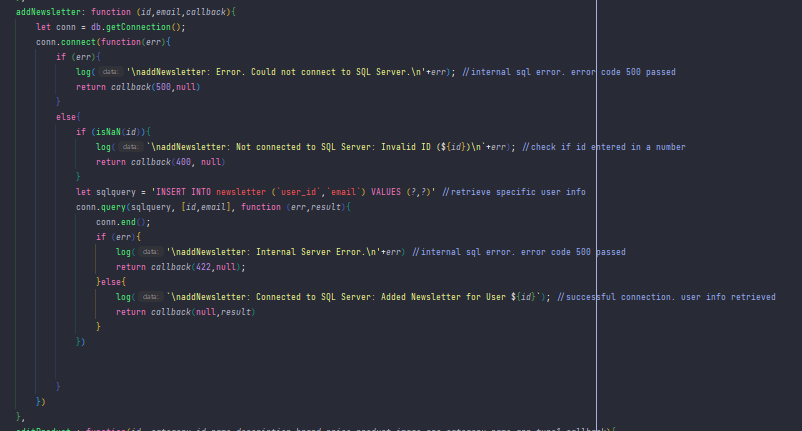 addNewsletter: function (id,email,callback){
let conn = db.getConnection();
conn.connect(function(err){
if (err){
log( data: '\naddNewsletter: Error. Could not connect to SQL Server.\n'+err); //internal sql error. error code 500 passed
return callback(500,null)
}
else{
if (isNaN(id)){
log( data: `\naddNewsletter: Not connected to SQL Server: Invalid ID (${id})\n`+err); //check if id entered in a number
return callback(400, null)
}
let sqlquery = 'INSERT INTO newsletter (`user_id`,`email`) VALUES (?,?)' //retrieve specific user info
conn.query(sqlquery, [id,email], function (err,result){
conn.end();
if (err){
log( data: '\naddNewsletter: Internal Server Error.\n'+err) //internal sql error. error code 500 passed
return callback(422,null);
}else{
log( data: `\naddNewsletter: Connected to SQL Server: Added Newsletter for User ${id}`); //successful connection. user info retrieved
return callback(null,result)
}
})
}
})
},